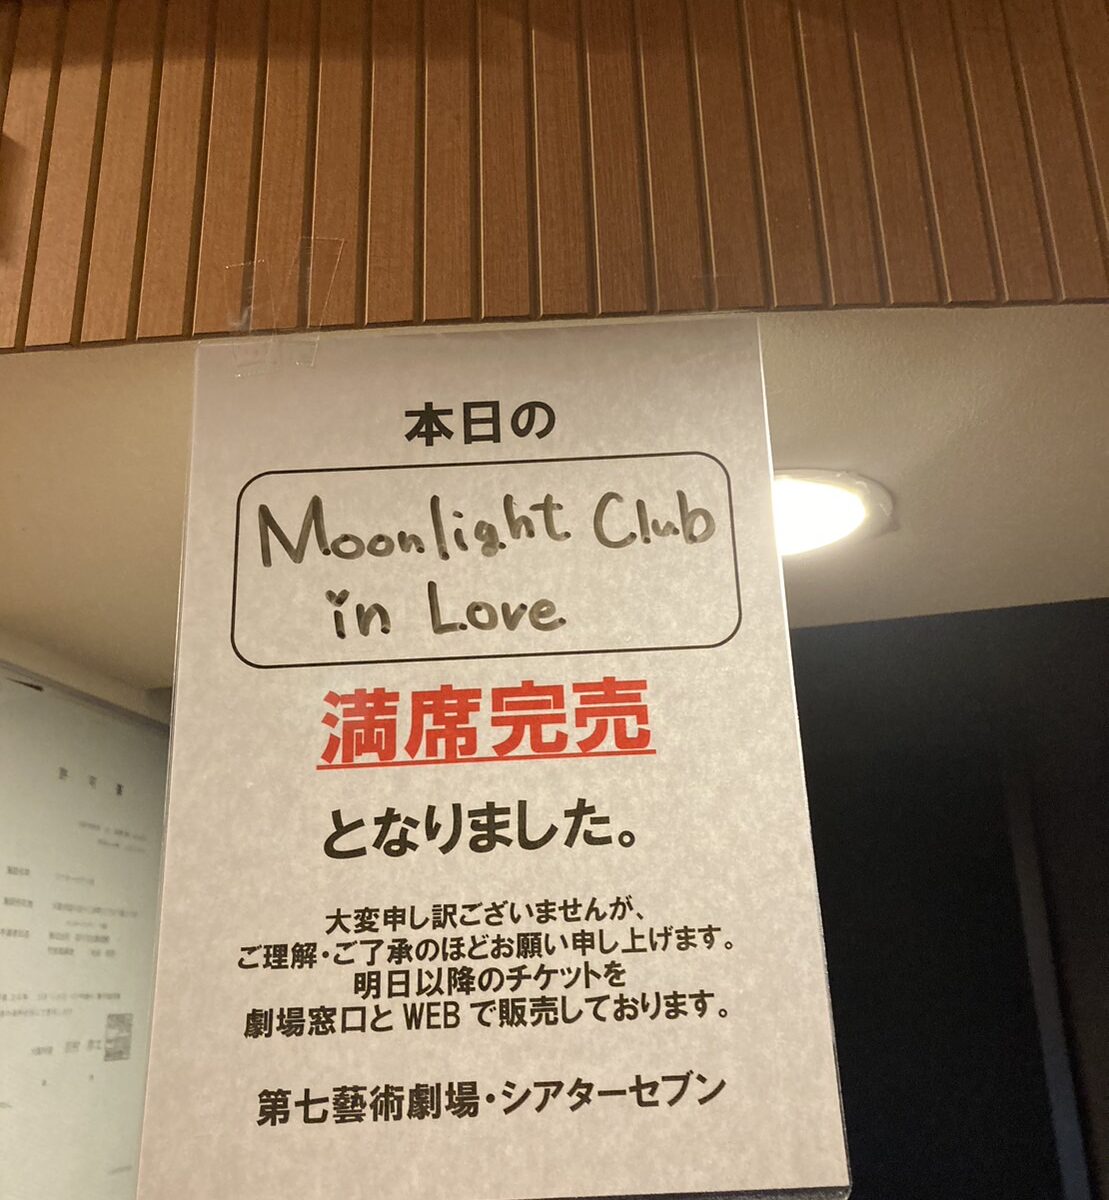 本日の
Moonlight Club
in Love
満席完売
となりました。
大変申し訳ございませんが、
ご理解・ご了承のほどお願い申し上げます。
明日以降のチケットを
劇場窓口とWEBで販売しております。
第七藝術劇場・シアターセブン